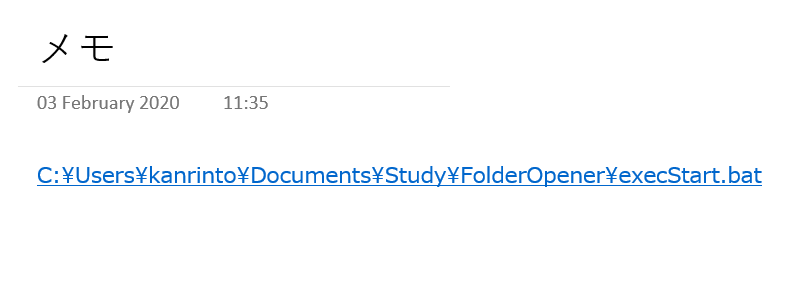 メモ
03 February 2020 11:35
C:¥Users¥kanrinto¥Documents¥Study¥FolderOpener¥execStart.bat